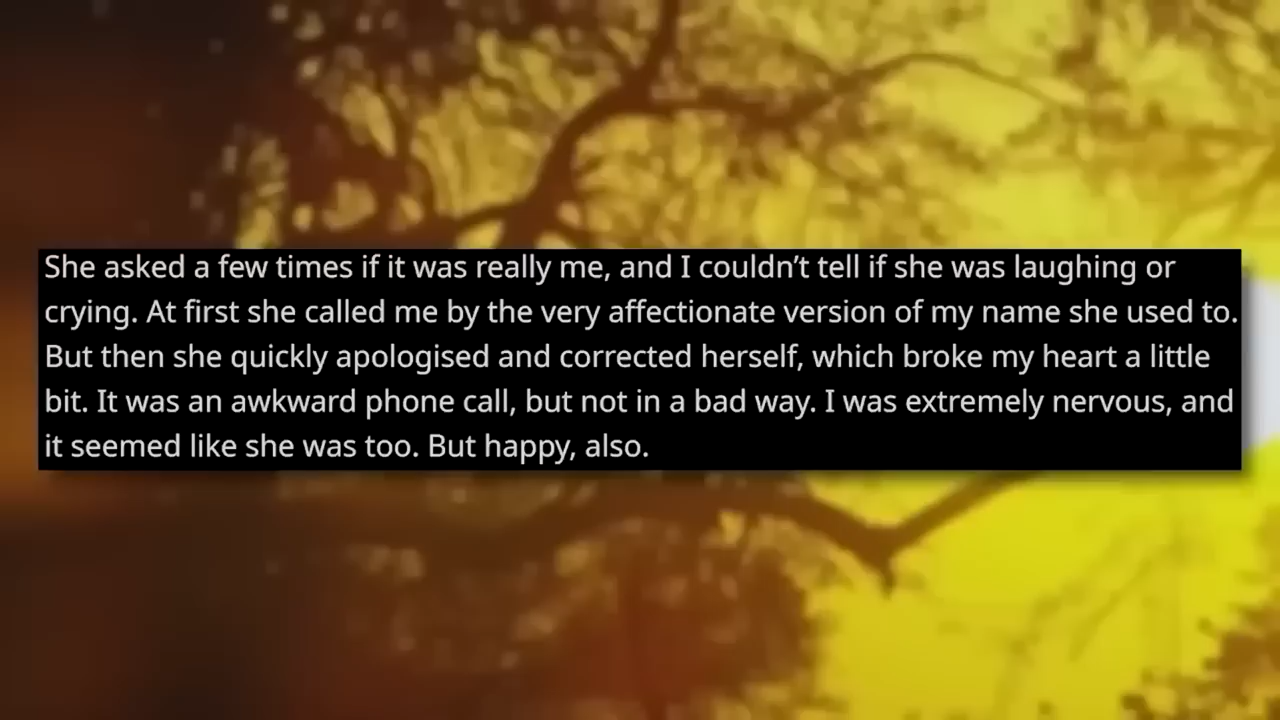 She asked a few times if it was really me, and I couldn’t tell if she was laughing or
crying. At first she called me by the very affectionate version of my name she used to.
But then she quickly apologised and corrected herself, which broke my heart a little
bit. It was an awkward phone call, but not in a bad way. I was extremely nervous, and
it seemed like she was too. But happy, also.